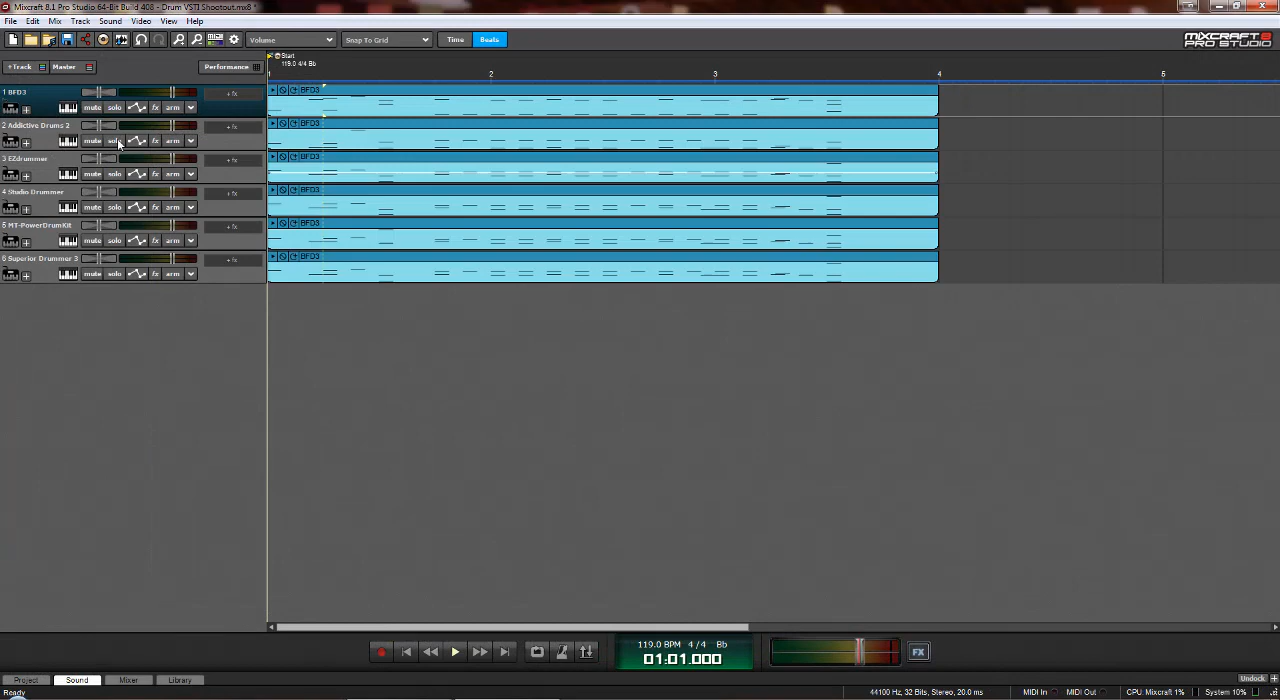 Mixcraft 8.1 Pro Studio 64-Bit Build 408 - Drum VSTI Shootout.mx8 *
File Edit Mix Track Sound Video View Help
Volume Snap To Grid Time Beats
MIXCRAFT 8
PRO STUDIO
+Track Master Performance
Start
119.0 4/4 Bb
1 2 3 4 5
1 BFD3
mute solo fx arm
+ fx
BFD3
2 Addictive Drums 2
mute solo fx arm
+ fx
BFD3
3 EZdrummer
mute solo fx arm
+ fx
BFD3
4 Studio Drummer
mute solo fx arm
+ fx
BFD3
5 MT-PowerDrumKit
mute solo fx arm
+ fx
BFD3
6 Superior Drummer 3
mute solo fx arm
+ fx
BFD3
119.0 BPM 4 / 4 Bb
01:01.000
FX
Project Sound Mixer Library
Undock
Ready
44100 Hz, 32 Bits, Stereo, 20.0 ms MIDI In MIDI Out CPU: Mixcraft 1% System 10%